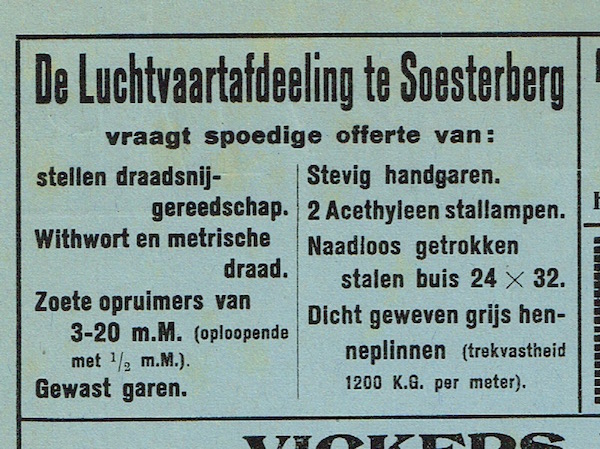 De Luchtvaartafdeeling te Soesterberg
vraagt spoedige offerte van:
stellen draadsnij-
gereedschap.
Withwort en metrische
draad.
Zoete opruimers van
3-20 m.M. (oploopende
met 1/2 m.M.).
Gewast garen.
Stevig handgaren.
2 Acethyleen stallampen.
Naadloos getrokken
stalen buis 24 × 32.
Dicht geweven grijs hen-
neplinnen (trekvastheid
1200 K.G. per meter).
VICKERS